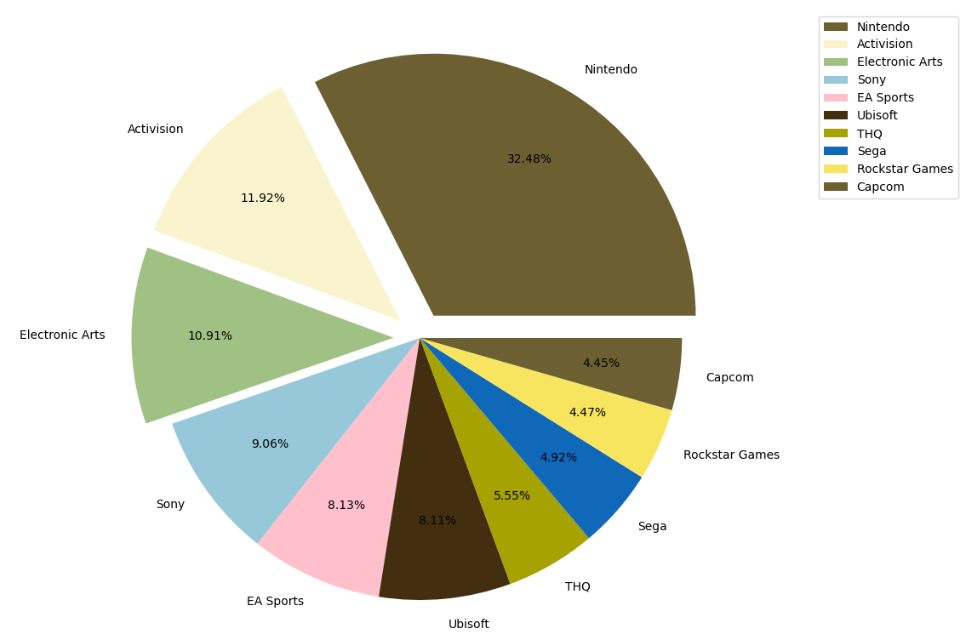 Nintendo
Activision
Electronic Arts
Sony
EA Sports
Ubisoft
THQ
Sega
Rockstar Games
Capcom
Nintendo
32.48%
Activision
11.92%
Electronic Arts
10.91%
Sony
9.06%
EA Sports
8.13%
Ubisoft
8.11%
THQ
5.55%
Sega
4.92%
Rockstar Games
4.47%
Capcom
4.45%